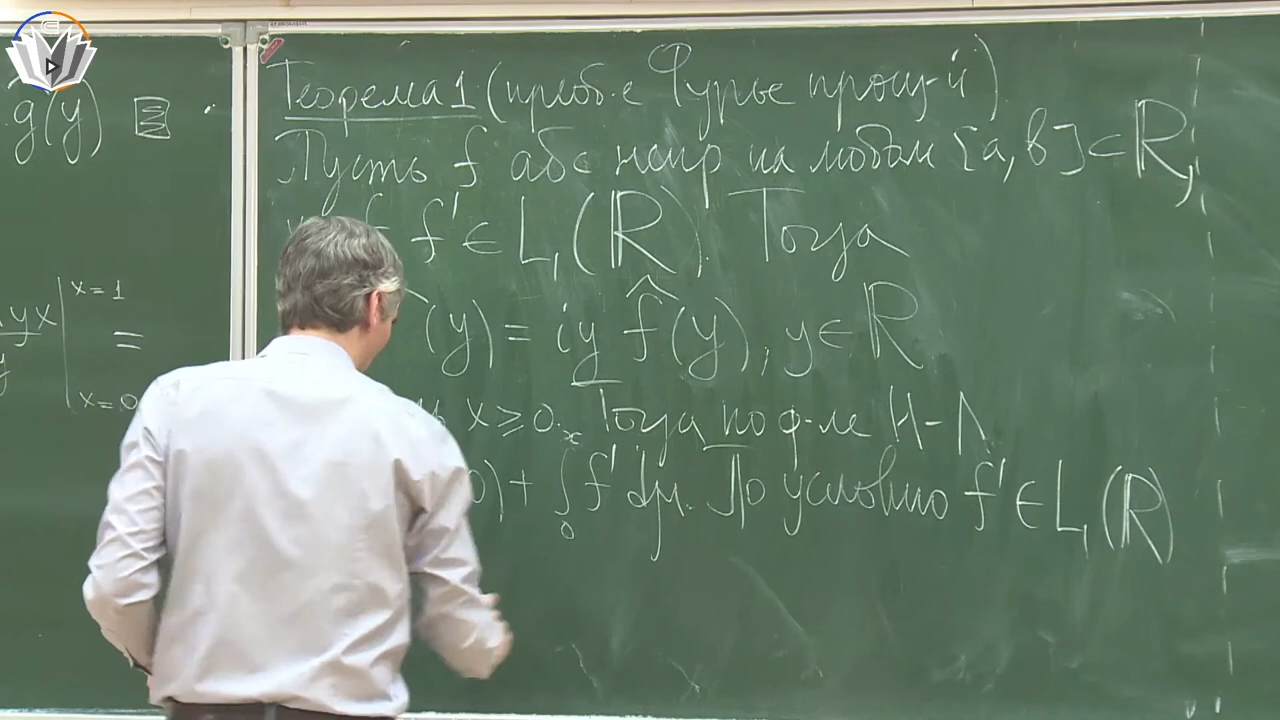 ĝ(y)
yx | x=1
y | =
x=0
Теорема 1 (преоб-е Фурье произ-й)
Пусть f абс непр на любом [a,b]⊂ℝ,
f, f'∈L₁(ℝ). Тогда
(y) = iy f̂(y), y∈ℝ
x⩾0. Тогда по ф-ле Н-Л
0) + ∫₀ˣ f' dμ. По условию f'∈L₁(ℝ)